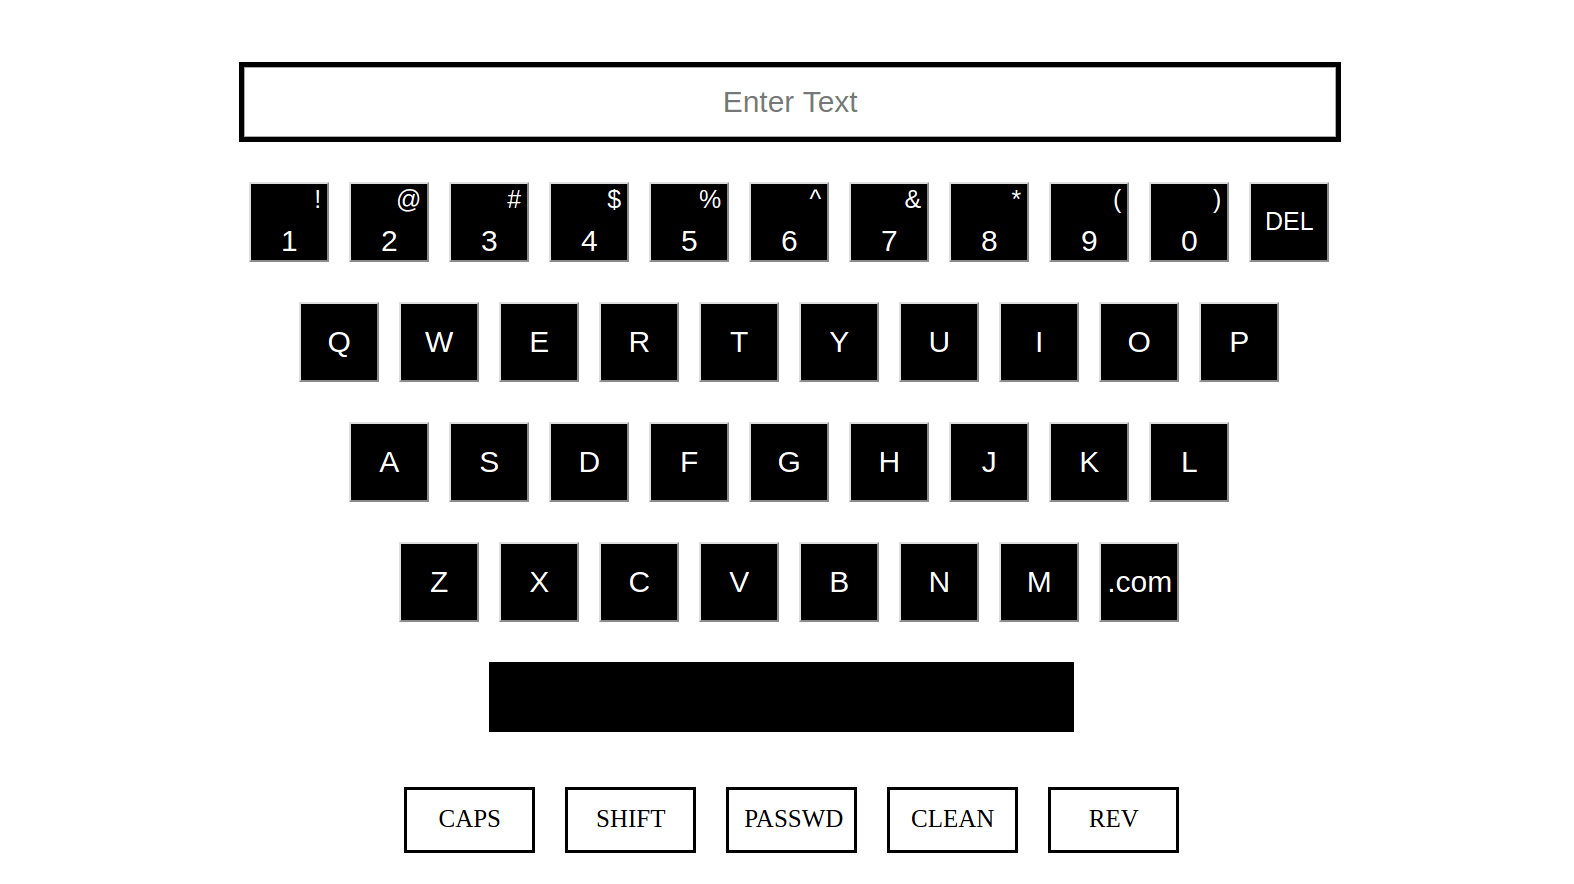 Enter Text
! @ # $ % ^ & * ( )
1 2 3 4 5 6 7 8 9 0 DEL
Q W E R T Y U I O P
A S D F G H J K L
Z X C V B N M .com
CAPS SHIFT PASSWD CLEAN REV